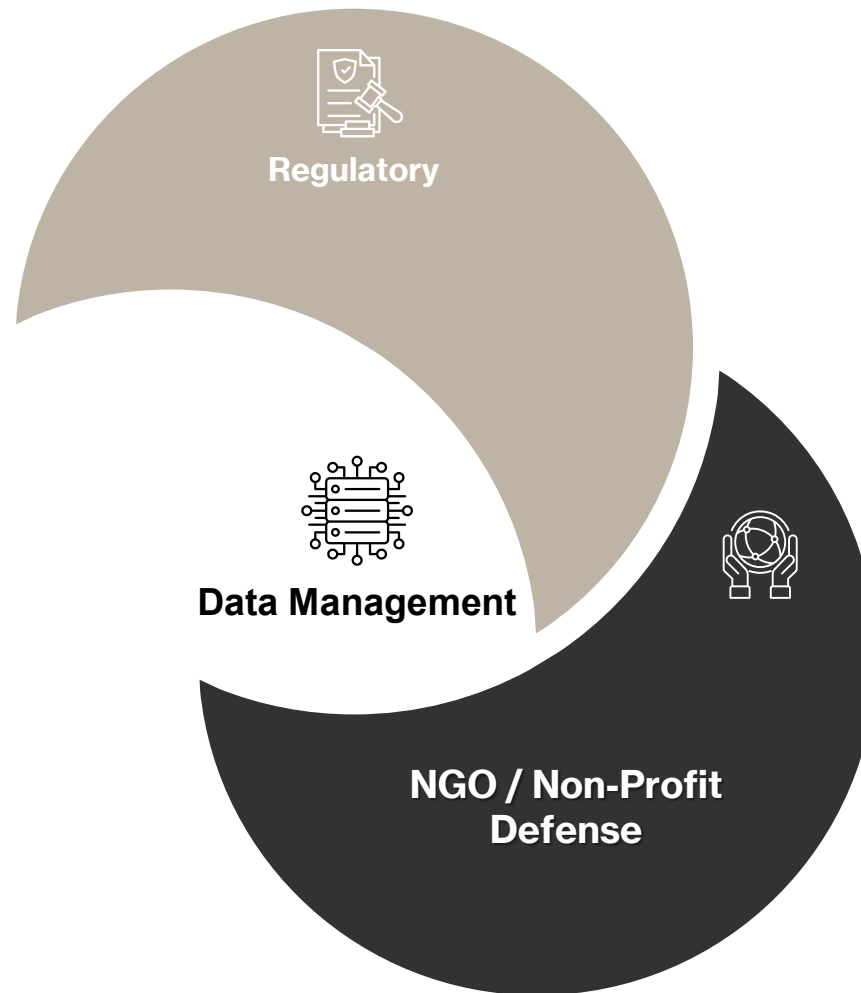 Regulatory
Data Management
NGO / Non-Profit
Defense